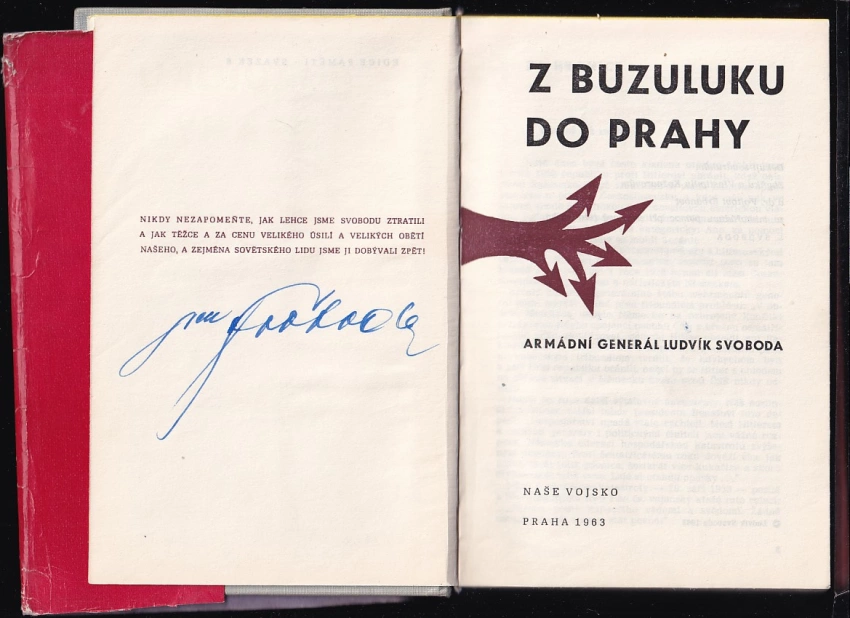 NIKDY NEZAPOMEŇTE, JAK LEHCE JSME SVOBODU ZTRATILI
A JAK TĚŽCE A ZA CENU VELIKÉHO ÚSILÍ A VELIKÝCH OBĚTÍ
NAŠEHO, A ZEJMÉNA SOVĚTSKÉHO LIDU JSME JI DOBÝVALI ZPĚT!
Svoboda
Z BUZULUKU
DO PRAHY
ARMÁDNÍ GENERÁL LUDVÍK SVOBODA
NAŠE VOJSKO
PRAHA 1963